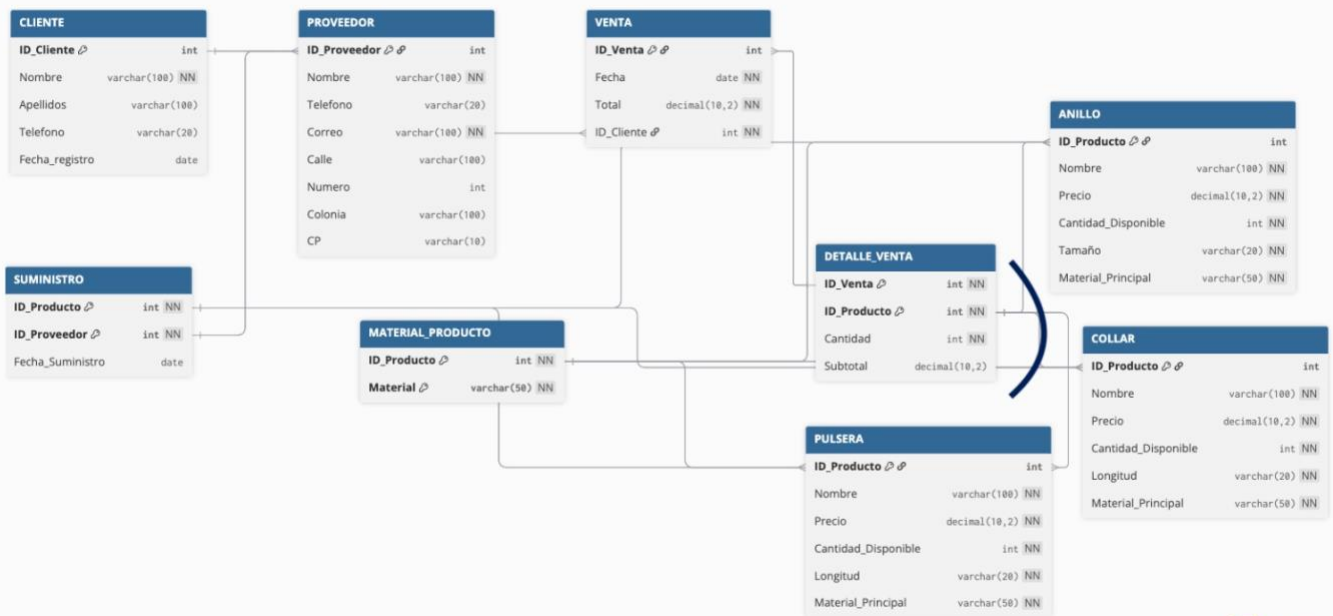 CLIENTE
ID_Cliente int
Nombre varchar(100) NN
Apellidos varchar(100)
Telefono varchar(20)
Fecha_registro date
PROVEEDOR
ID_Proveedor int
Nombre varchar(100) NN
Telefono varchar(20)
Correo varchar(100) NN
Calle varchar(100)
Numero int
Colonia varchar(100)
CP varchar(10)
VENTA
ID_Venta int
Fecha date NN
Total decimal(10,2) NN
ID_Cliente int NN
ANILLO
ID_Producto int
Nombre varchar(100) NN
Precio decimal(10,2) NN
Cantidad_Disponible int NN
Tamaño varchar(20) NN
Material_Principal varchar(50) NN
SUMINISTRO
ID_Producto int NN
ID_Proveedor int NN
Fecha_Suministro date
MATERIAL_PRODUCTO
ID_Producto int NN
Material varchar(50) NN
DETALLE_VENTA
ID_Venta int NN
ID_Producto int NN
Cantidad int NN
Subtotal decimal(10,2)
COLLAR
ID_Producto int
Nombre varchar(100) NN
Precio decimal(10,2) NN
Cantidad_Disponible int NN
Longitud varchar(20) NN
Material_Principal varchar(50) NN
PULSERA
ID_Producto int
Nombre varchar(100) NN
Precio decimal(10,2) NN
Cantidad_Disponible int NN
Longitud varchar(20) NN
Material_Principal varchar(50) NN